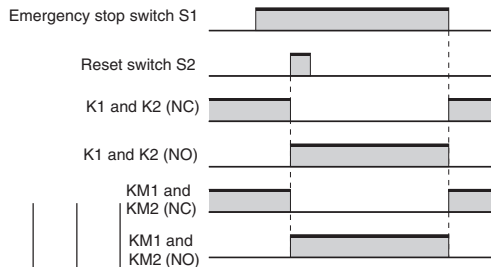 Emergency stop switch S1
Reset switch S2
K1 and K2 (NC)
K1 and K2 (NO)
KM1 and
KM2 (NC)
KM1 and
KM2 (NO)